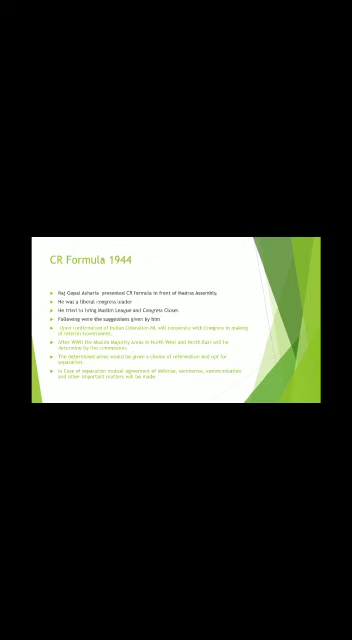 CR Formula 1944
Raj Gopal Acharia presented CR formula in front of Madras Assembly.
He was a liberal congress leader
He tried to bring Muslim League and Congress Closer.
Following were the suggestions given by him
Upon confirmation of Indian Liberation ML will cooperate with Congress in making
of Interim Government.
After WWII the Muslim Majority Areas in North West and North East will be
determine by the commission.
The determined areas would be given a choice of referendum And opt for
separation.
In Case of separation mutual agreement of defense, commerce, communication
and other important matters will be made